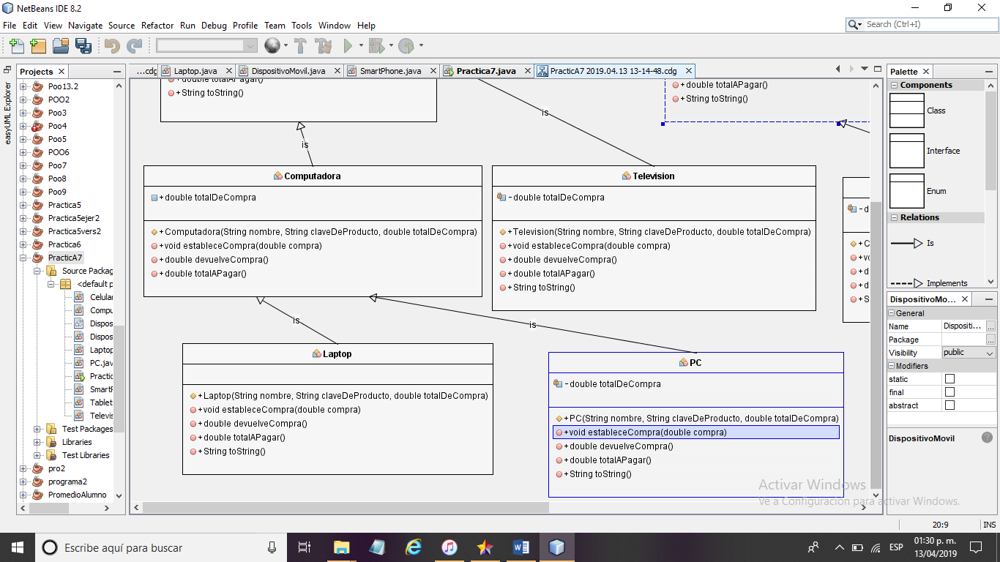 NetBeans IDE 8.2
File Edit View Navigate Source Refactor Run Debug Profile Team Tools Window Help
Search (Ctrl+I)
easyUML Explorer
Projects
Poo13.2
POO2
Poo3
Poo4
Poo5
POO6
Poo7
Poo8
Poo9
Practica5
Practica5ejer2
Practica5vers2
Practica6
PracticA7
Source Packag
<default p
Celular
Compu
Dispos
Dispos
Laptop
PC.jav
Practic
SmartP
Tablet
Televis
Test Packages
Libraries
Test Libraries
pro2
programa2
PromedioAlumno
...cdg
Laptop.java
DispositivoMovil.java
SmartPhone.java
Practica7.java
PracticA7 2019.04.13 13-14-48.cdg
+ double totalAPagar()
+ String toString()
is
is
+ double totalAPagar()
+ String toString()
Computadora
+ double totalDeCompra
+ Computadora(String nombre, String claveDeProducto, double totalDeCompra)
+ void estableceCompra(double compra)
+ double devuelveCompra()
+ double totalAPagar()
Television
- double totalDeCompra
+ Television(String nombre, String claveDeProducto, double totalDeCompra)
+ void estableceCompra(double compra)
+ double devuelveCompra()
+ double totalAPagar()
+ String toString()
- d
+ C
+ vo
+ d
+ d
+ S
is
is
Laptop
+ Laptop(String nombre, String claveDeProducto, double totalDeCompra)
+ void estableceCompra(double compra)
+ double devuelveCompra()
+ double totalAPagar()
+ String toString()
PC
- double totalDeCompra
+ PC(String nombre, String claveDeProducto, double totalDeCompra)
+ void estableceCompra(double compra)
+ double devuelveCompra()
+ double totalAPagar()
+ String toString()
Palette
Components
Class
Interface
Enum
Relations
Is
Implements
DispositivoMo...
General
Name Dispositi... ...
Package ...
Visibility public
Modifiers
static
final
abstract
DispositivoMovil
?
Activar Windows
Ve a Configuración para activar Windows.
20:9 INS
Escribe aquí para buscar
ESP
01:30 p. m.
13/04/2019